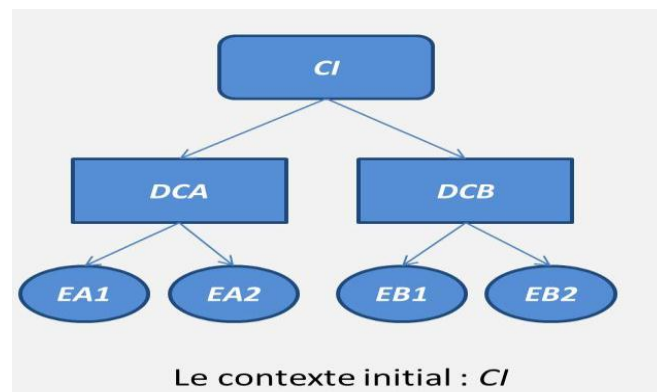 CI
DCA DCB
EA1 EA2 EB1 EB2
Le contexte initial : CI